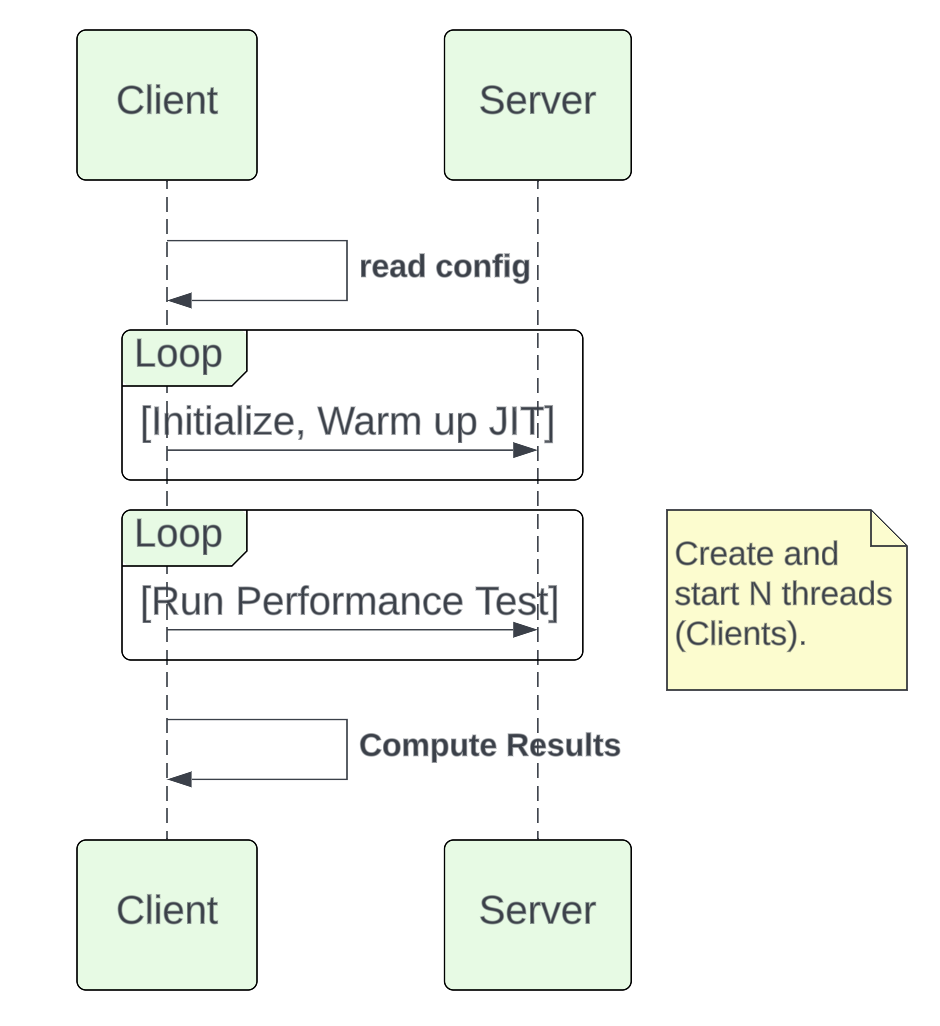 Client
Server
read config
Loop
[Initialize, Warm up JIT]
Loop
[Run Performance Test]
Create and
start N threads
(Clients).
Compute Results
Client
Server